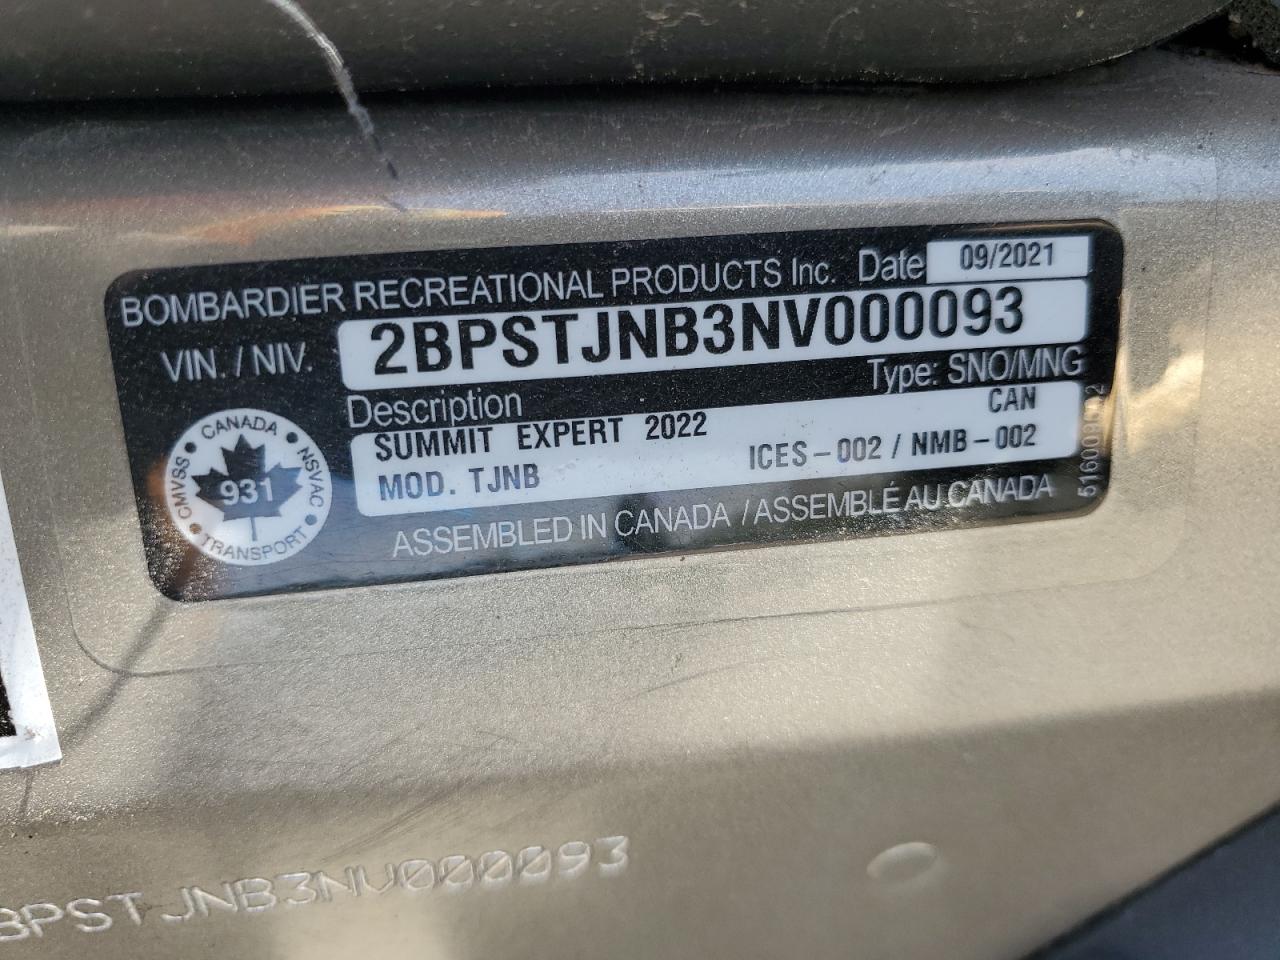 BOMBARDIER RECREATIONAL PRODUCTS Inc. Date 09/2021
VIN. / NIV. 2BPSTJNB3NV000093
Type: SNO/MNG
Description
SUMMIT EXPERT 2022 CAN
MOD. TJNB ICES-002 / NMB-002
CANADA
CMVSS NSVAC
931
TRANSPORT
ASSEMBLED IN CANADA / ASSEMBLÉ AU CANADA
BPSTJNB3NV000093